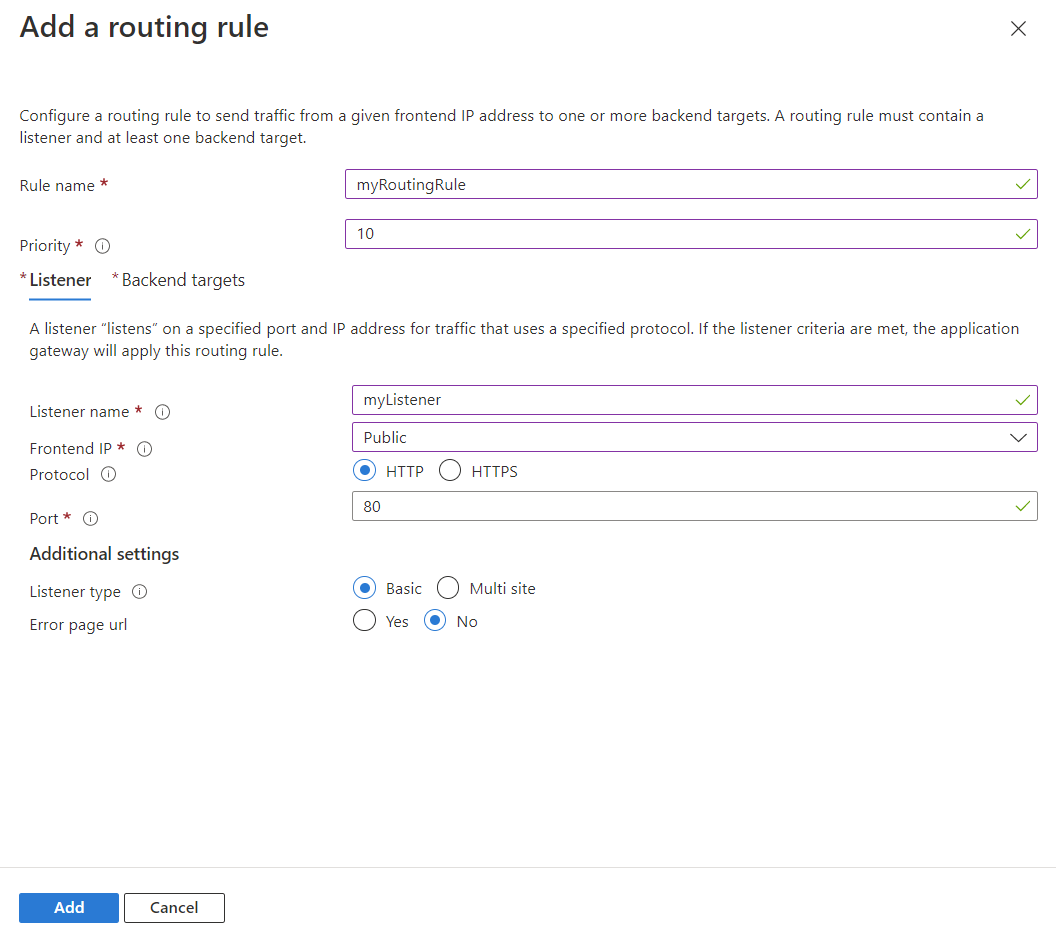 Add a routing rule
Configure a routing rule to send traffic from a given frontend IP address to one or more backend targets. A routing rule must contain a
listener and at least one backend target.
Rule name *
myRoutingRule
Priority *
10
* Listener * Backend targets
A listener “listens” on a specified port and IP address for traffic that uses a specified protocol. If the listener criteria are met, the application
gateway will apply this routing rule.
Listener name *
myListener
Frontend IP *
Public
Protocol
HTTP HTTPS
Port *
80
Additional settings
Listener type
Basic Multi site
Error page url
Yes No
Add Cancel